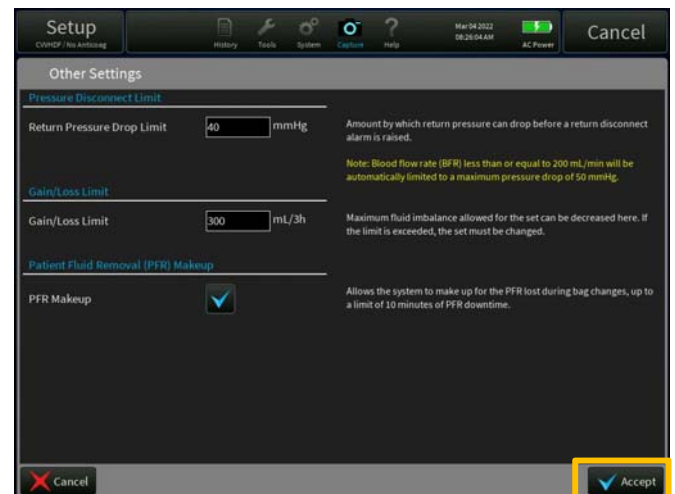 Setup
CVVHDF / No Anticoag
History
Tools
System
Capture
Help
Mar 04 2022
08:26:04 AM
AC Power
Cancel
Other Settings
Pressure Disconnect Limit
Return Pressure Drop Limit
40
mmHg
Amount by which return pressure can drop before a return disconnect
alarm is raised.
Note: Blood flow rate (BFR) less than or equal to 200 mL/min will be
automatically limited to a maximum pressure drop of 50 mmHg.
Gain/Loss Limit
Gain/Loss Limit
300
mL/3h
Maximum fluid imbalance allowed for the set can be decreased here. If
the limit is exceeded, the set must be changed.
Patient Fluid Removal (PFR) Makeup
PFR Makeup
Allows the system to make up for the PFR lost during bag changes, up to
a limit of 10 minutes of PFR downtime.
Cancel
Accept